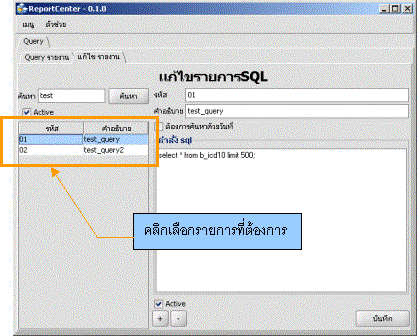 ReportCenter - 0.1.0
เมนู ตัวช่วย
Query
Query รายงาน แก้ไข รายงาน
แก้ไขรายการSQL
ค้นหา test ค้นหา
Active
รหัส คำอธิบาย
01 test_query
02 test_query2
รหัส 01
คำอธิบาย test_query
ต้องการค้นหาด้วยวันที่
คำสั่ง sql
select * from b_icd10 limit 500;
คลิกเลือกรายการที่ต้องการ
Active
+ - บันทึก